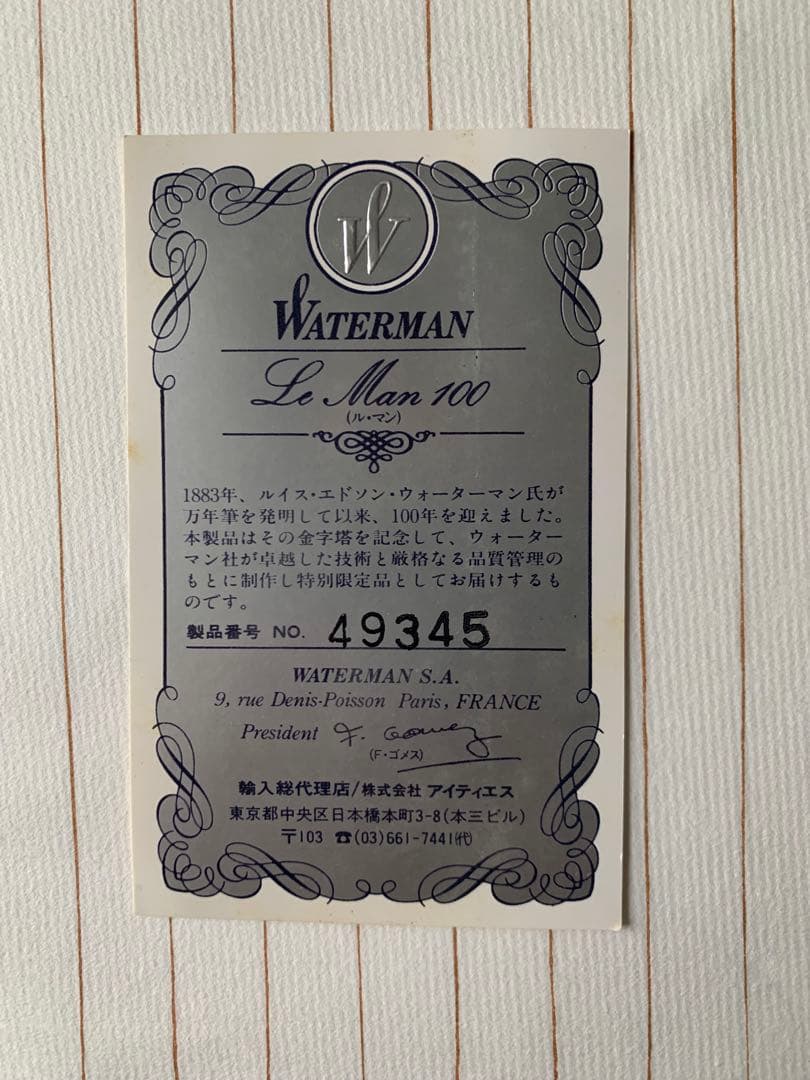 W
WATERMAN
Le Man 100
(ル・マン)
1883年、ルイス・エドソン・ウォーターマン氏が
万年筆を発明して以来、100年を迎えました。
本製品はその金字塔を記念して、ウォーター
マン社が卓越した技術と厳格なる品質管理の
もとに制作し特別限定品としてお届けするも
のです。
製品番号 NO. 49345
WATERMAN S.A.
9, rue Denis-Poisson Paris, FRANCE
President F. Gomez
(F・ゴメス)
輸入総代理店/株式会社 アイティエス
東京都中央区日本橋本町3-8(本三ビル)
〒103 ☎(03)661-7441(代)